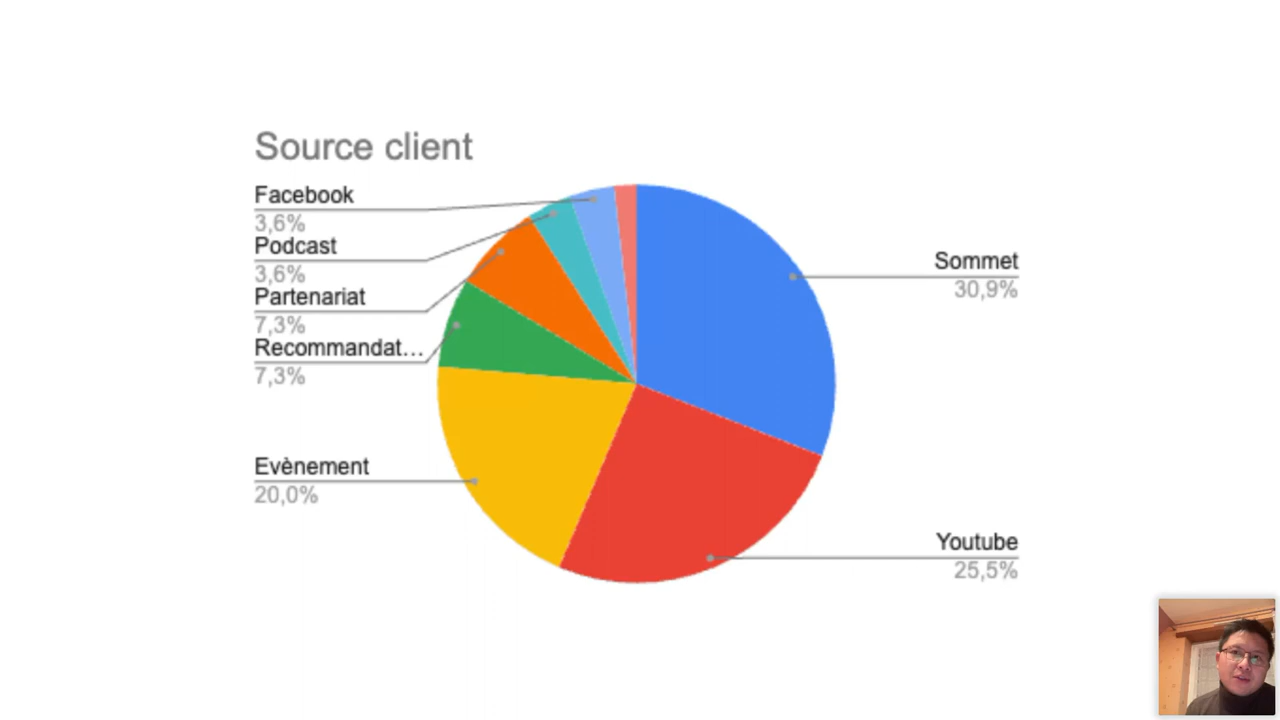 Source client
Facebook
3,6%
Podcast
3,6%
Partenariat
7,3%
Recommandat...
7,3%
Evènement
20,0%
Sommet
30,9%
Youtube
25,5%